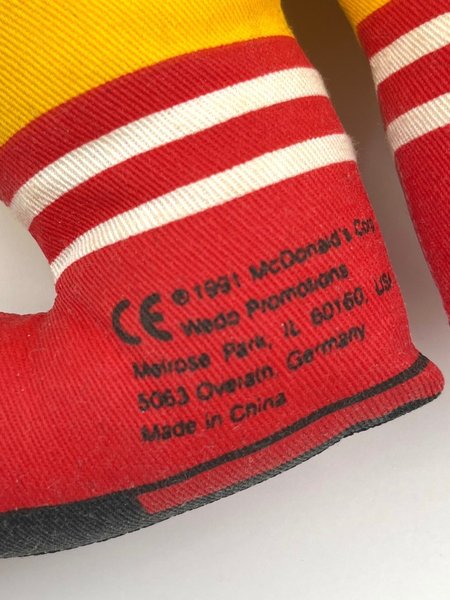 CE ©1991 McDonald's Corp
Wedo Promotions
Melrose Park, IL 60160, USA
5063 Overath, Germany
Made in China